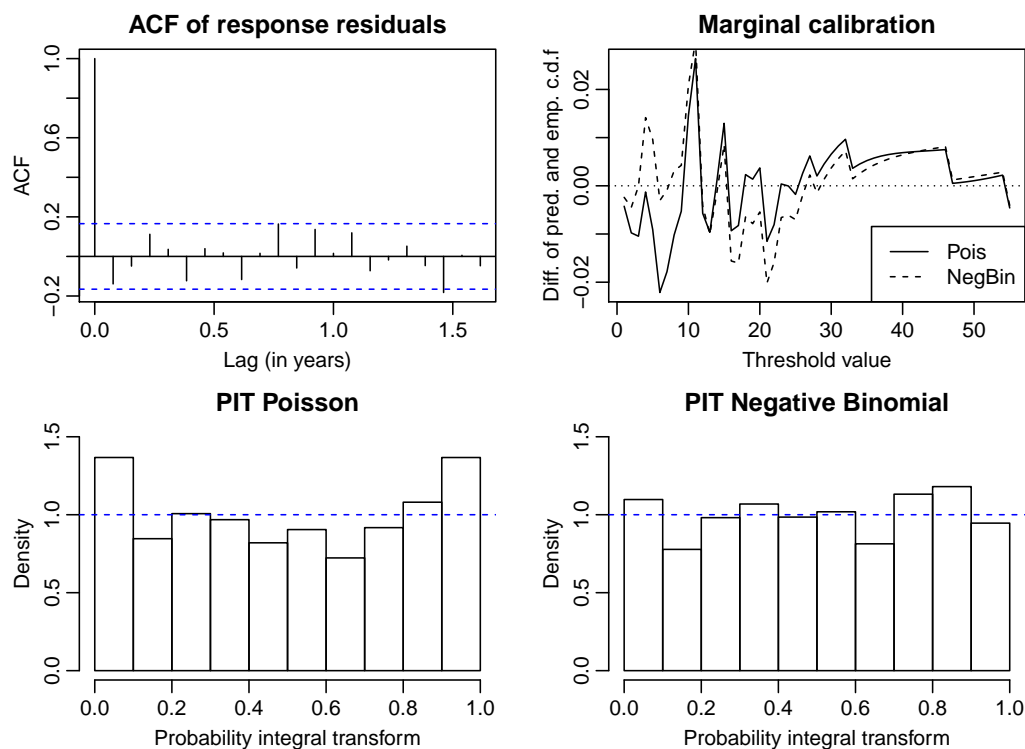 ACF of response residuals
ACF
−0.2
0.2
0.6
1.0
0.0
0.5
1.0
1.5
Lag (in years)
Marginal calibration
Diff. of pred. and emp. c.d.f
−0.02
0.00
0.02
Pois
NegBin
0
10
20
30
40
50
Threshold value
PIT Poisson
Density
0.0
0.5
1.0
1.5
0.0
0.2
0.4
0.6
0.8
1.0
Probability integral transform
PIT Negative Binomial
Density
0.0
0.5
1.0
1.5
0.0
0.2
0.4
0.6
0.8
1.0
Probability integral transform